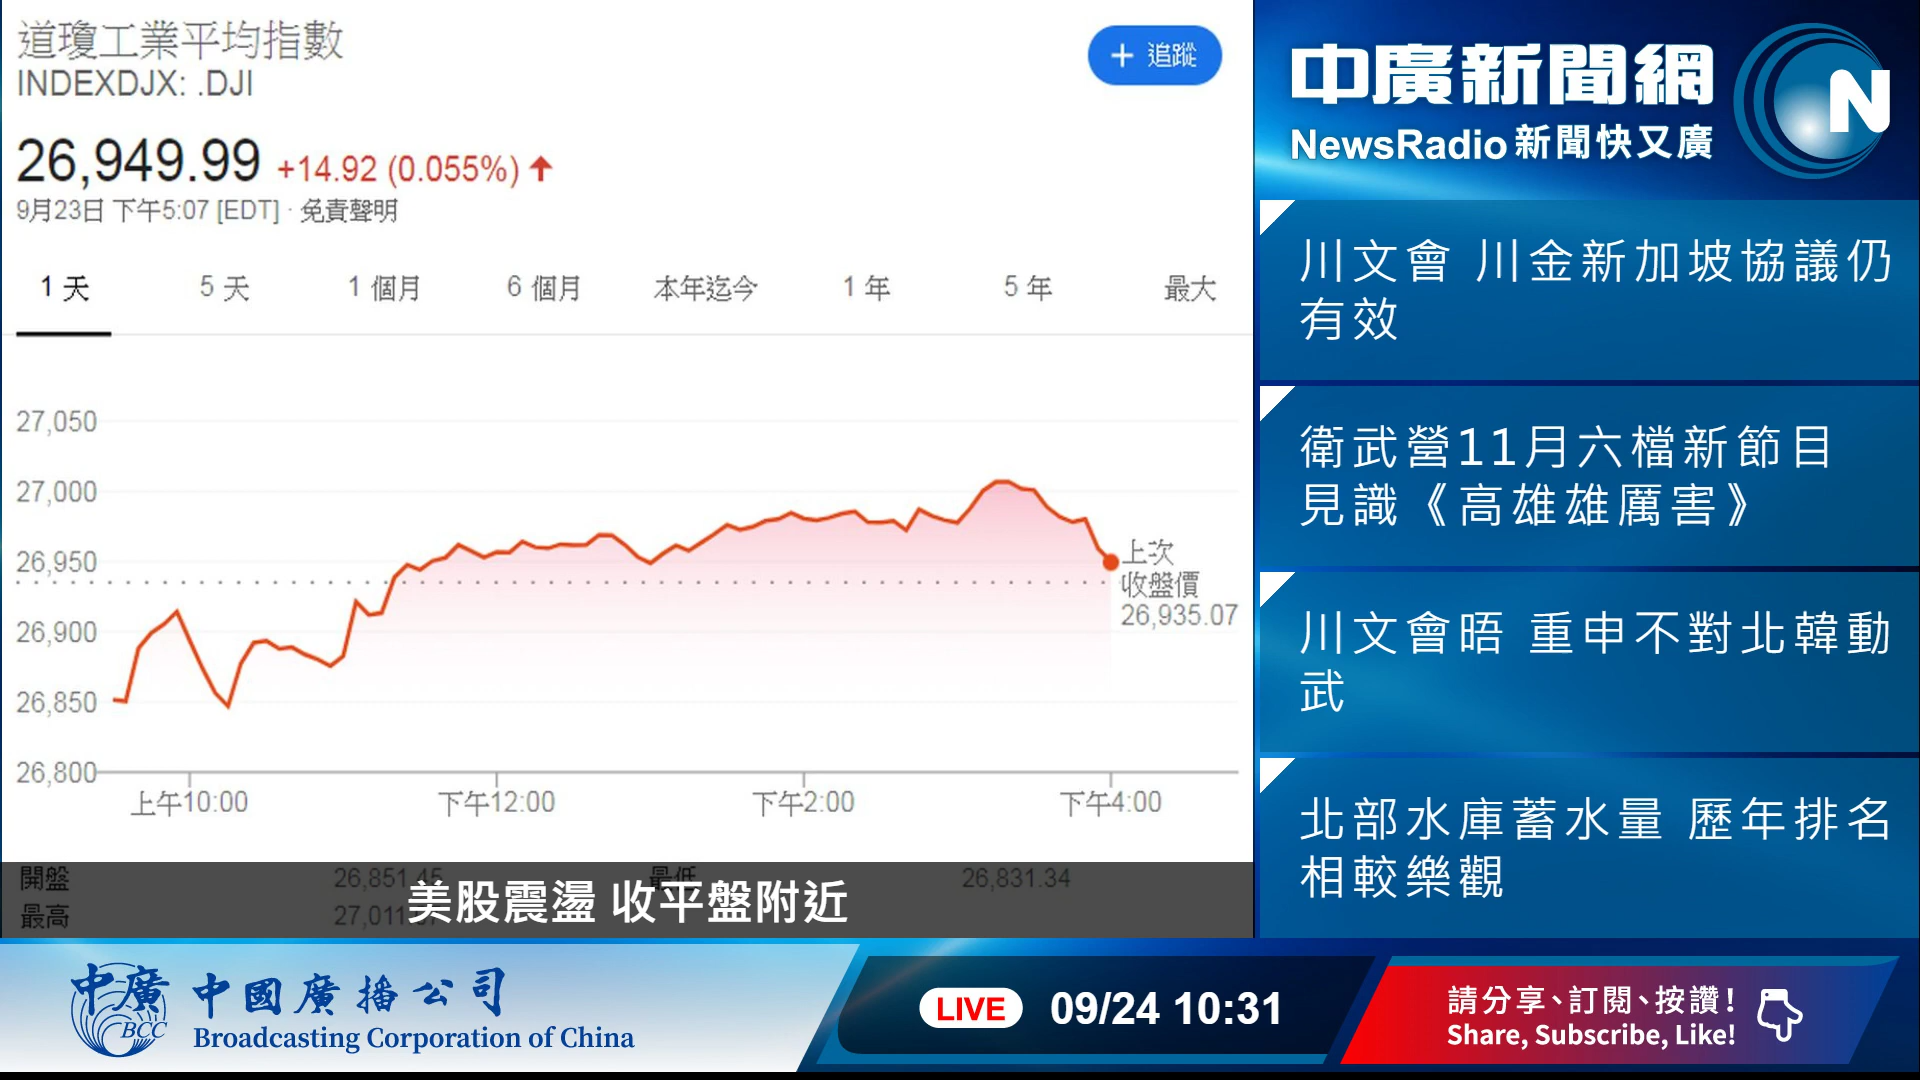 道瓊工業平均指數
INDEXDJX: .DJI
+ 追蹤
26,949.99 +14.92 (0.055%)
9月23日 下午5:07 [EDT] · 免責聲明
1 天 5 天 1 個月 6 個月 本年迄今 1 年 5 年 最大
27,050
27,000
26,950
26,900
26,850
26,800
上次
收盤價
26,935.07
上午10:00 下午12:00 下午2:00 下午4:00
開盤 26,851.45 最低 26,831.34
最高
美股震盪 收平盤附近
中廣新聞網
NewsRadio 新聞快又廣
N
川文會 川金新加坡協議仍
有效
衛武營11月六檔新節目
見識《高雄雄厲害》
川文會晤 重申不對北韓動
武
北部水庫蓄水量 歷年排名
相較樂觀
中廣
BCC
中國廣播公司
Broadcasting Corporation of China
LIVE 09/24 10:31
請分享、訂閱、按讚!
Share, Subscribe, Like!